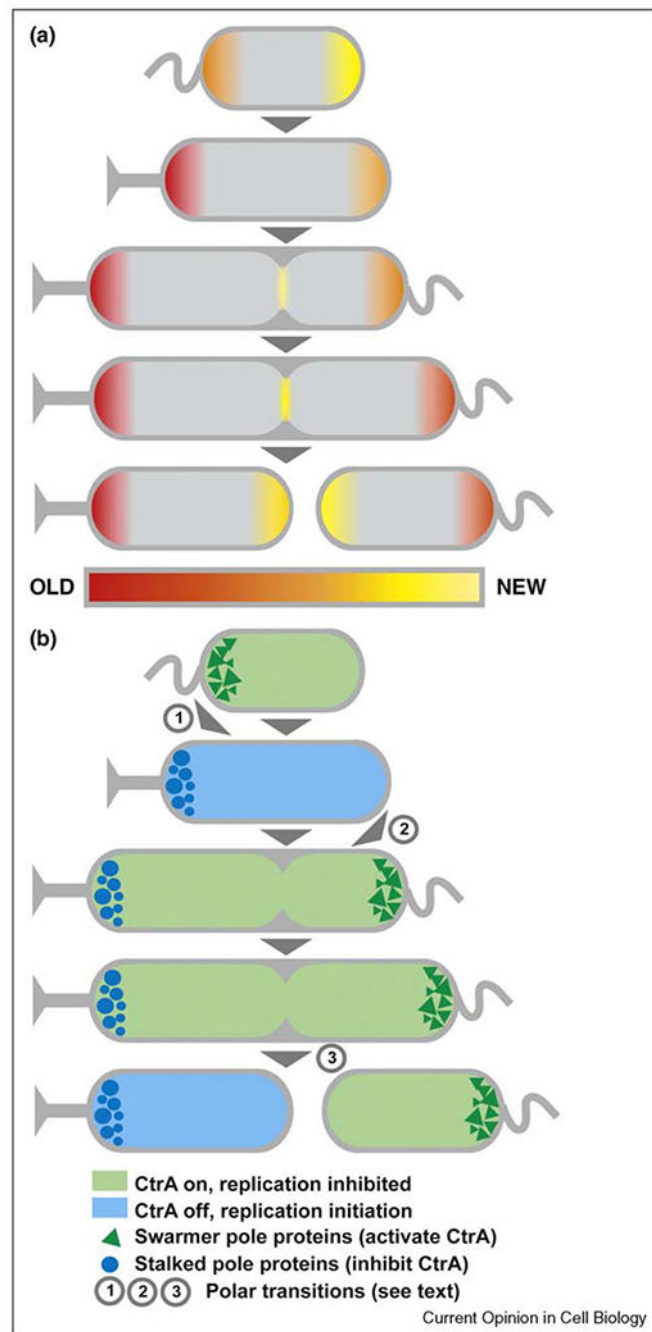 (a)
OLD NEW
(b)
1
2
3
CtrA on, replication inhibited
CtrA off, replication initiation
Swarmer pole proteins (activate CtrA)
Stalked pole proteins (inhibit CtrA)
1 2 3 Polar transitions (see text)
Current Opinion in Cell Biology